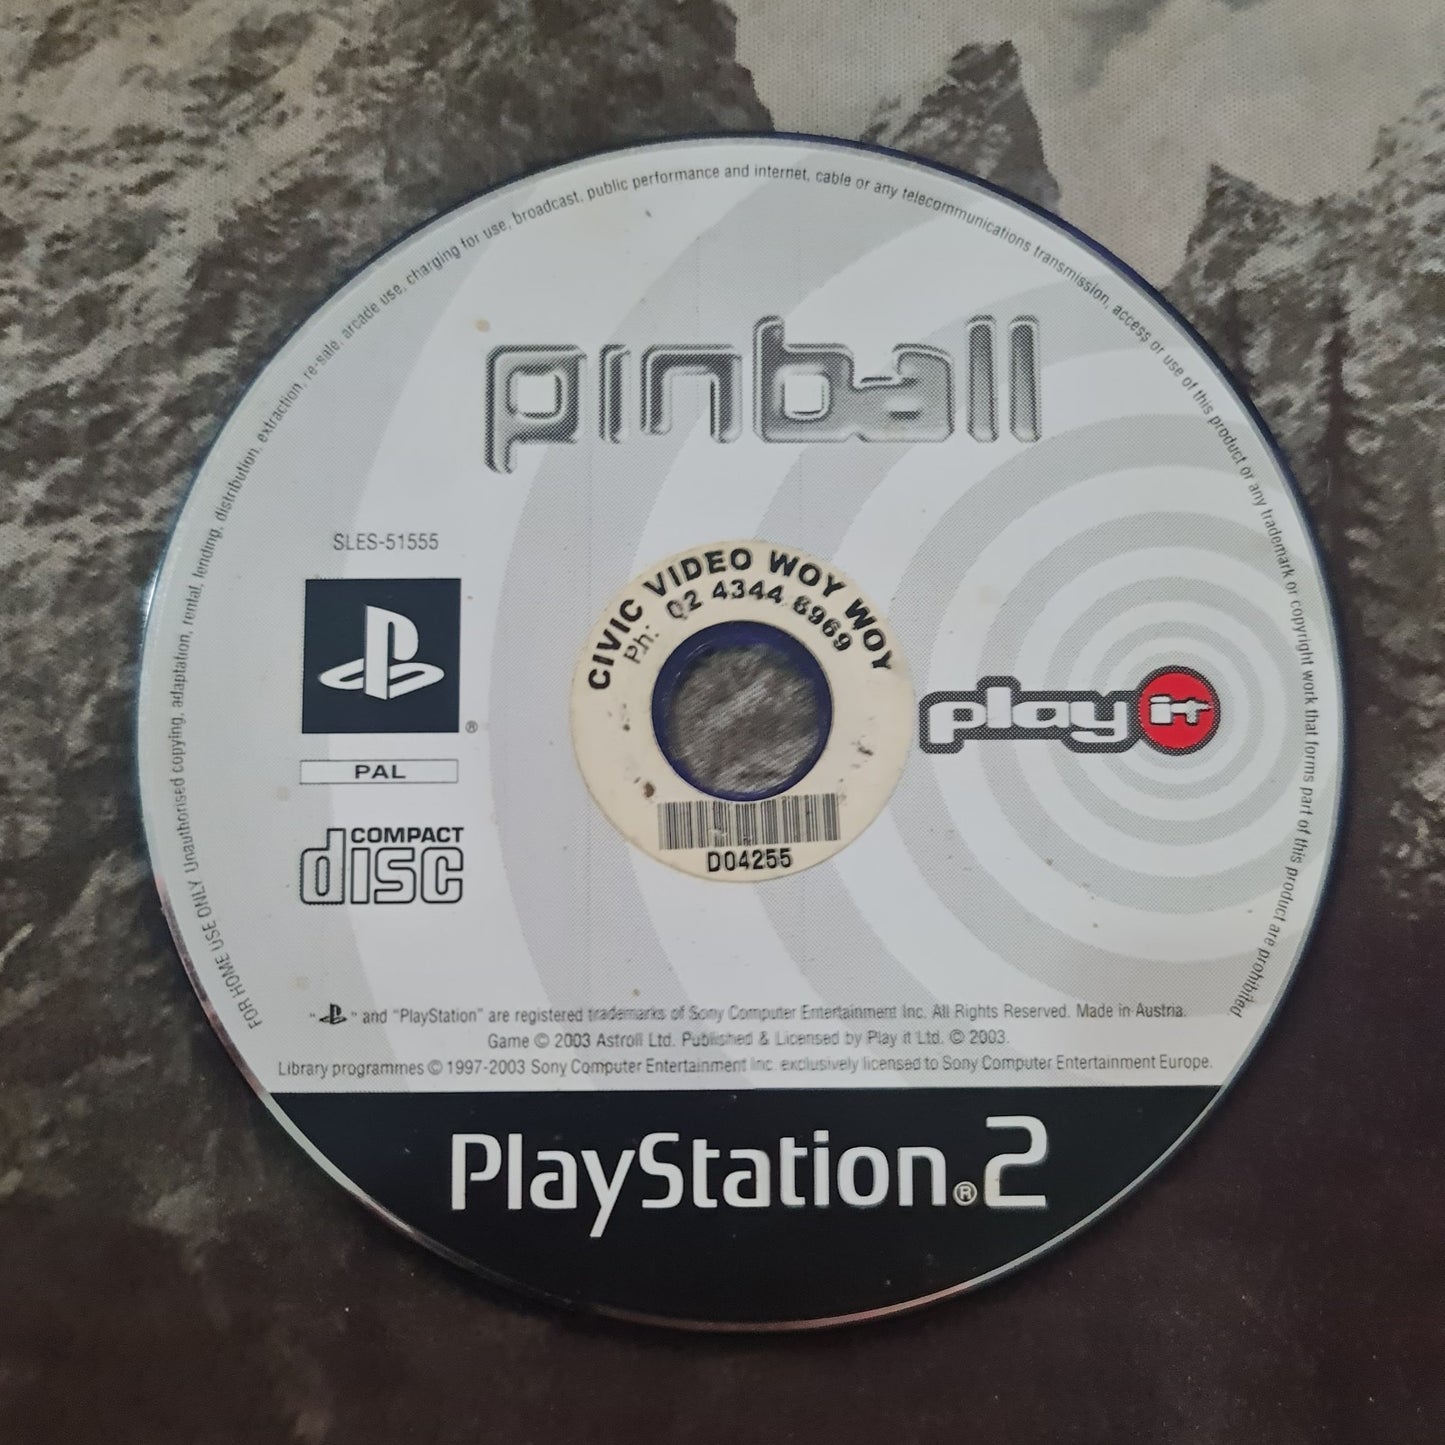 FOR HOME USE ONLY. Unauthorised copying, adaptation, rental, lending, distribution, extraction, re-sale, arcade use, charging for use, broadcast, public performance and internet, cable or any telecommunications transmission, access or use of this product or any trademark or copyright work that forms part of this product are prohibited
pinball
SLES-51555
CIVIC VIDEO WOY WOY
Ph: 02 4344 6969
®
play it
PAL
COMPACT
disc
D04255
" " and "PlayStation" are registered trademarks of Sony Computer Entertainment Inc. All Rights Reserved. Made in Austria.
Game © 2003 Astroll Ltd. Published & Licensed by Play it Ltd. © 2003.
Library programmes © 1997-2003 Sony Computer Entertainment Inc. exclusively licensed to Sony Computer Entertainment Europe.
PlayStation®2